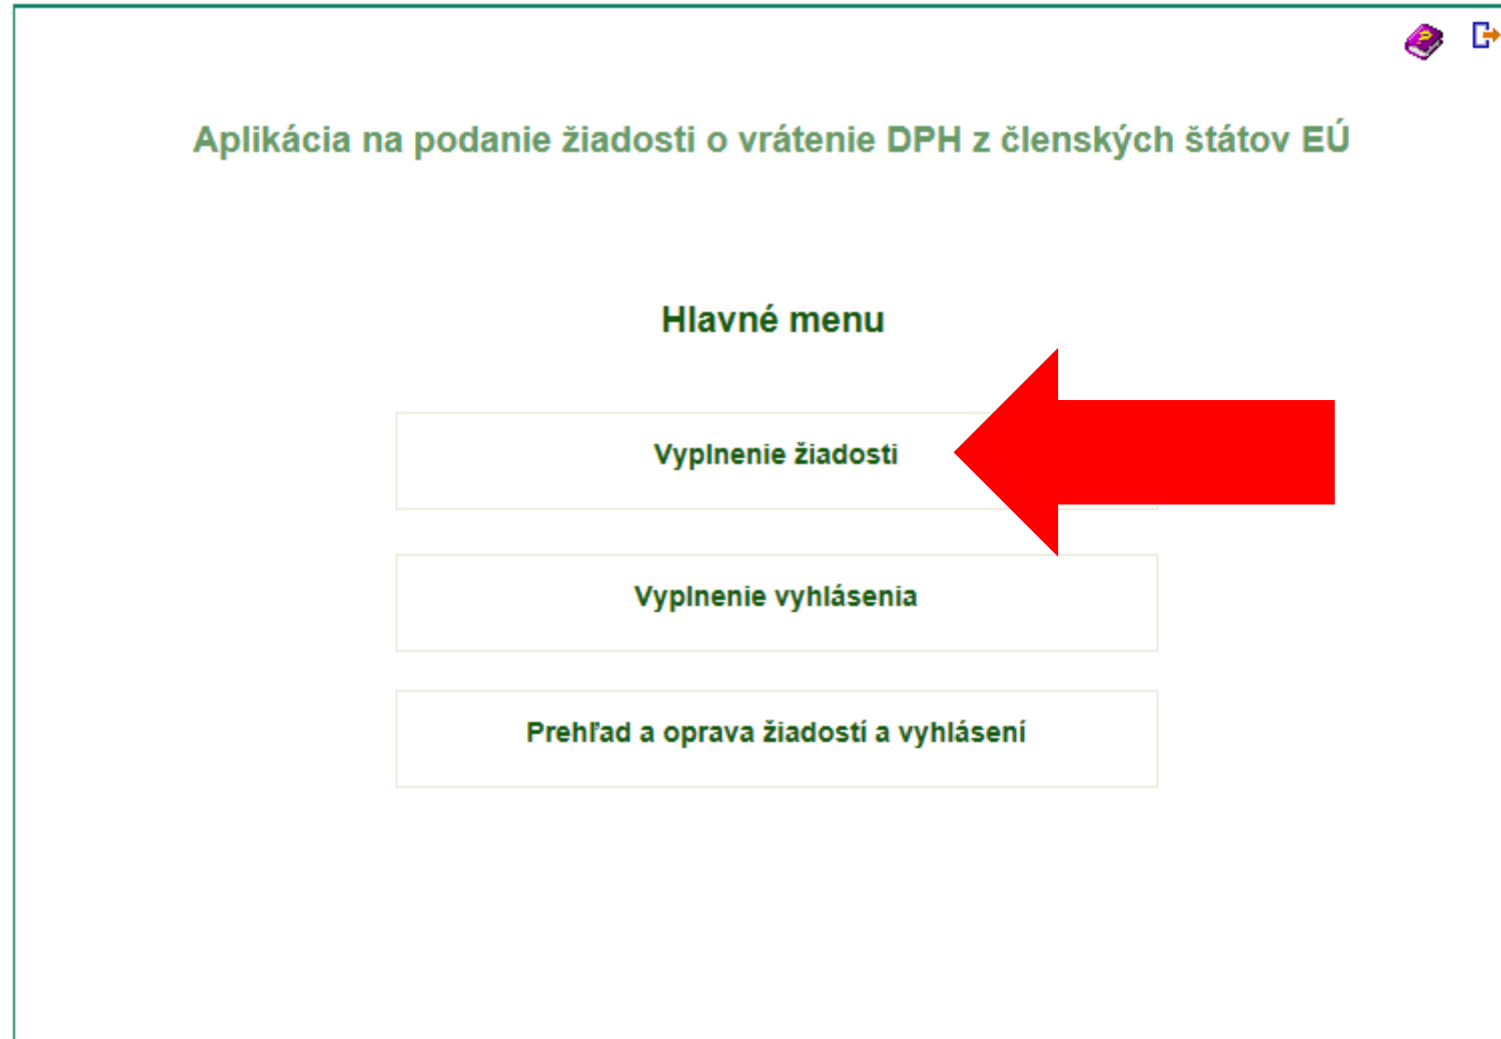 Aplikácia na podanie žiadosti o vrátenie DPH z členských štátov EÚ
Hlavné menu
Vyplnenie žiadosti
Vyplnenie vyhlásenia
Prehľad a oprava žiadostí a vyhlásení